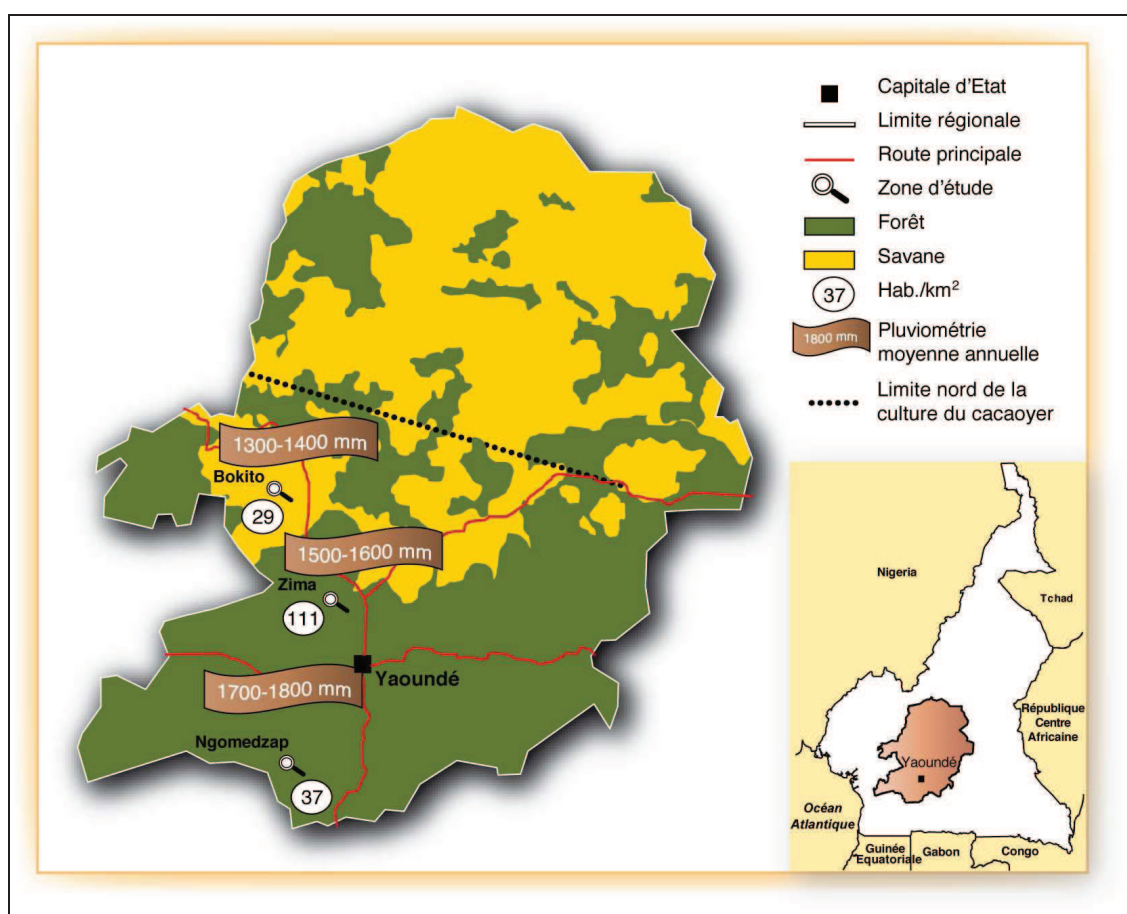 Capitale d'Etat
Limite régionale
Route principale
Zone d'étude
Forêt
Savane
37
Hab./km²
1800 mm
Pluviométrie
moyenne annuelle
Limite nord de la
culture du cacaoyer
1300-1400 mm
Bokito
29
1500-1600 mm
Zima
111
Yaoundé
1700-1800 mm
Ngomedzap
37
Nigeria
Tchad
République
Centre
Africaine
Yaoundé
Océan
Atlantique
Guinée
Equatoriale
Gabon
Congo